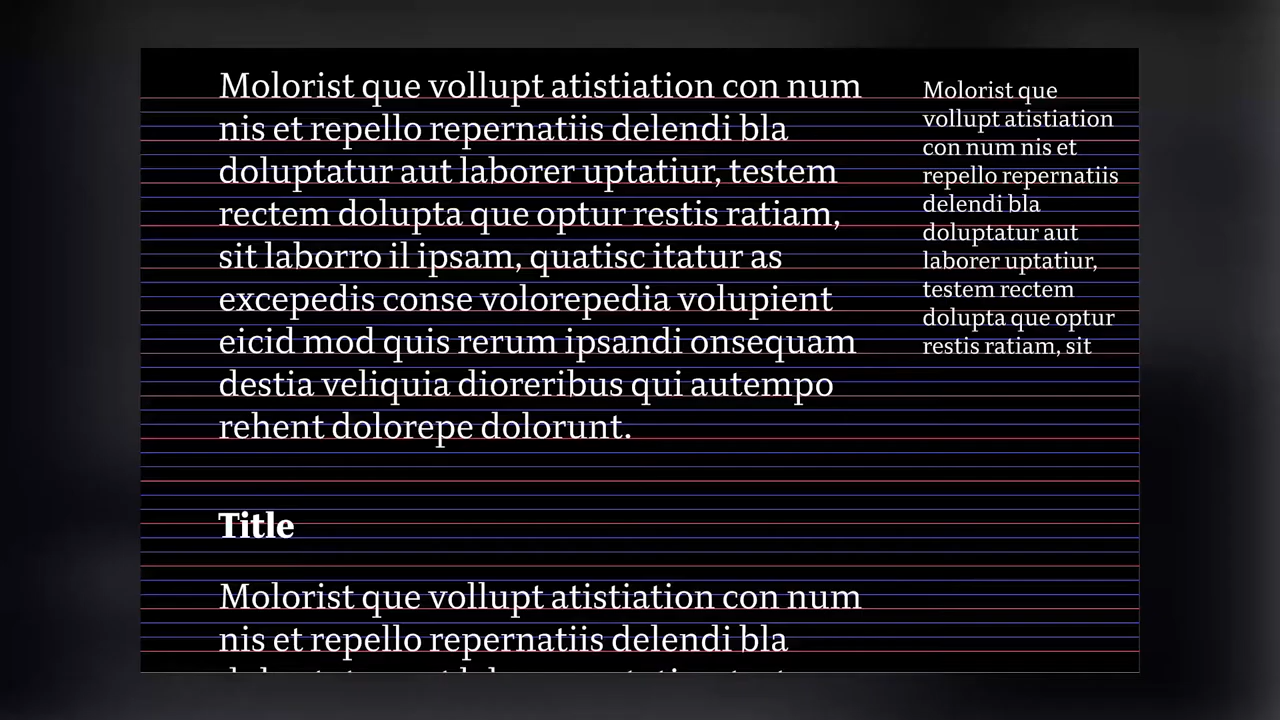 Molorist que vollupt atistiation con num
nis et repello repernatiis delendi bla
doluptatur aut laborer uptatiur, testem
rectem dolupta que optur restis ratiam,
sit laborro il ipsam, quatisc itatur as
excepedis conse volorepedia volupient
eicid mod quis rerum ipsandi onsequam
destia veliquia dioreribus qui autempo
rehent dolorepe dolorunt.
Title
Molorist que vollupt atistiation con num
nis et repello repernatiis delendi bla
Molorist que
vollupt atistiation
con num nis et
repello repernatiis
delendi bla
doluptatur aut
laborer uptatiur,
testem rectem
dolupta que optur
restis ratiam, sit